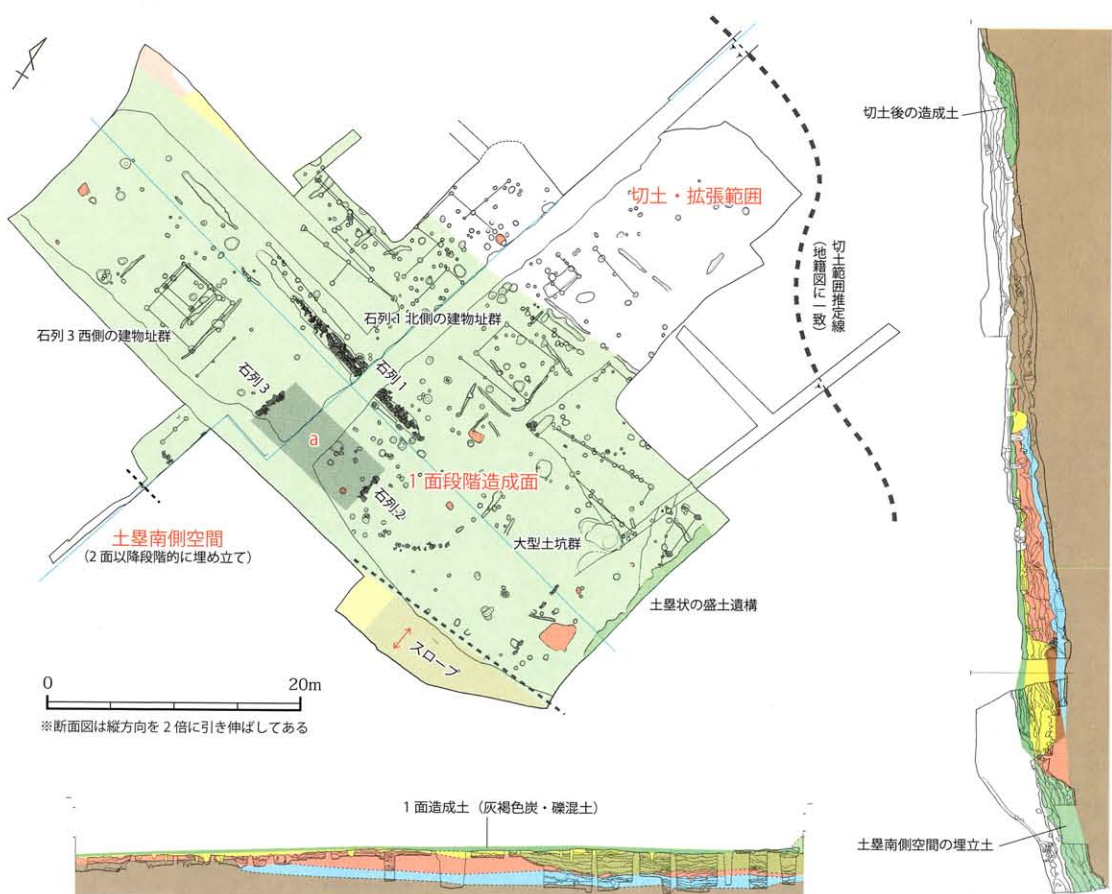 切土後の造成土
切土・拡張範囲
切土範囲推定線
(地籍図に一致)
石列 3 西側の建物址群
石列 1 北側の建物址群
石列 1
石列 3
a
石列 2
1 面段階造成面
土塁南側空間
(2 面以降段階的に埋め立て)
大型土坑群
土塁状の盛土遺構
スロープ
0 20m
※断面図は縦方向を 2 倍に引き伸ばしてある
1 面造成土（灰褐色炭・礫混土）
土塁南側空間の埋立土